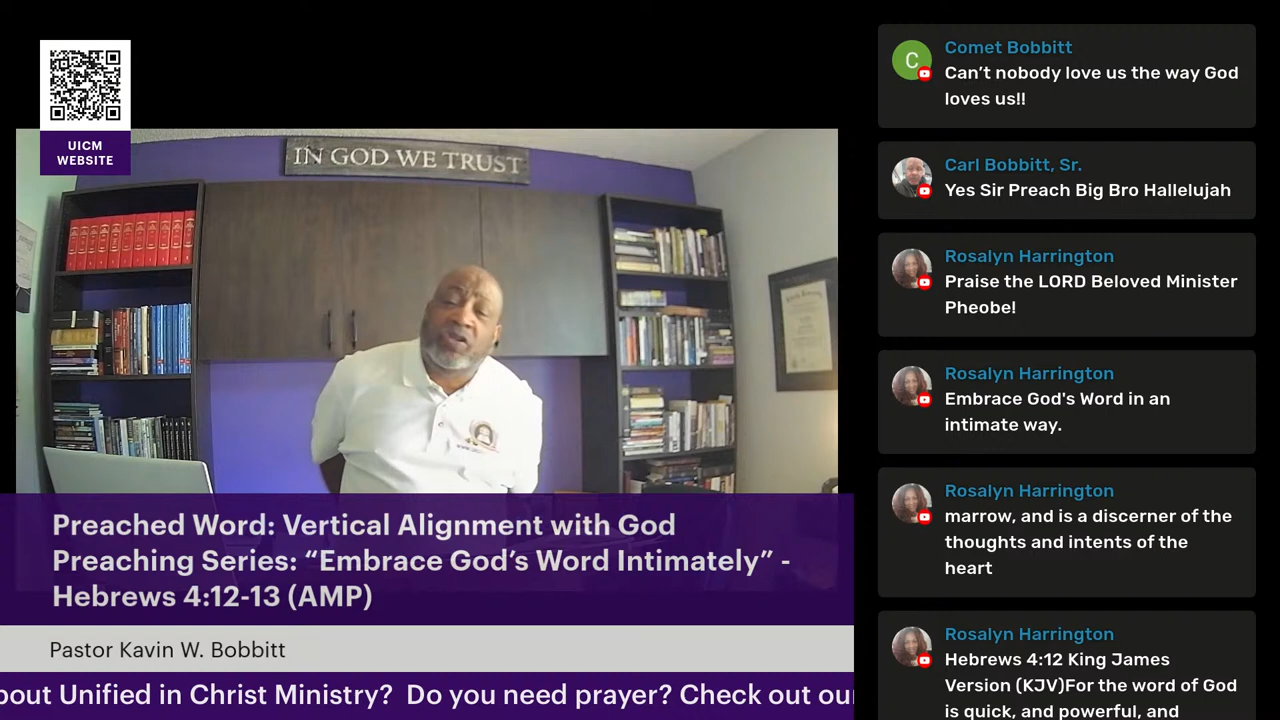 UICM
WEBSITE
IN GOD WE TRUST
Preached Word: Vertical Alignment with God
Preaching Series: “Embrace God’s Word Intimately” -
Hebrews 4:12-13 (AMP)
Pastor Kavin W. Bobbitt
bout Unified in Christ Ministry? Do you need prayer? Check out ou
C
Comet Bobbitt
Can’t nobody love us the way God
loves us!!
Carl Bobbitt, Sr.
Yes Sir Preach Big Bro Hallelujah
Rosalyn Harrington
Praise the LORD Beloved Minister
Pheobe!
Rosalyn Harrington
Embrace God's Word in an
intimate way.
Rosalyn Harrington
marrow, and is a discerner of the
thoughts and intents of the
heart
Rosalyn Harrington
Hebrews 4:12 King James
Version (KJV)For the word of God
is quick, and powerful, and